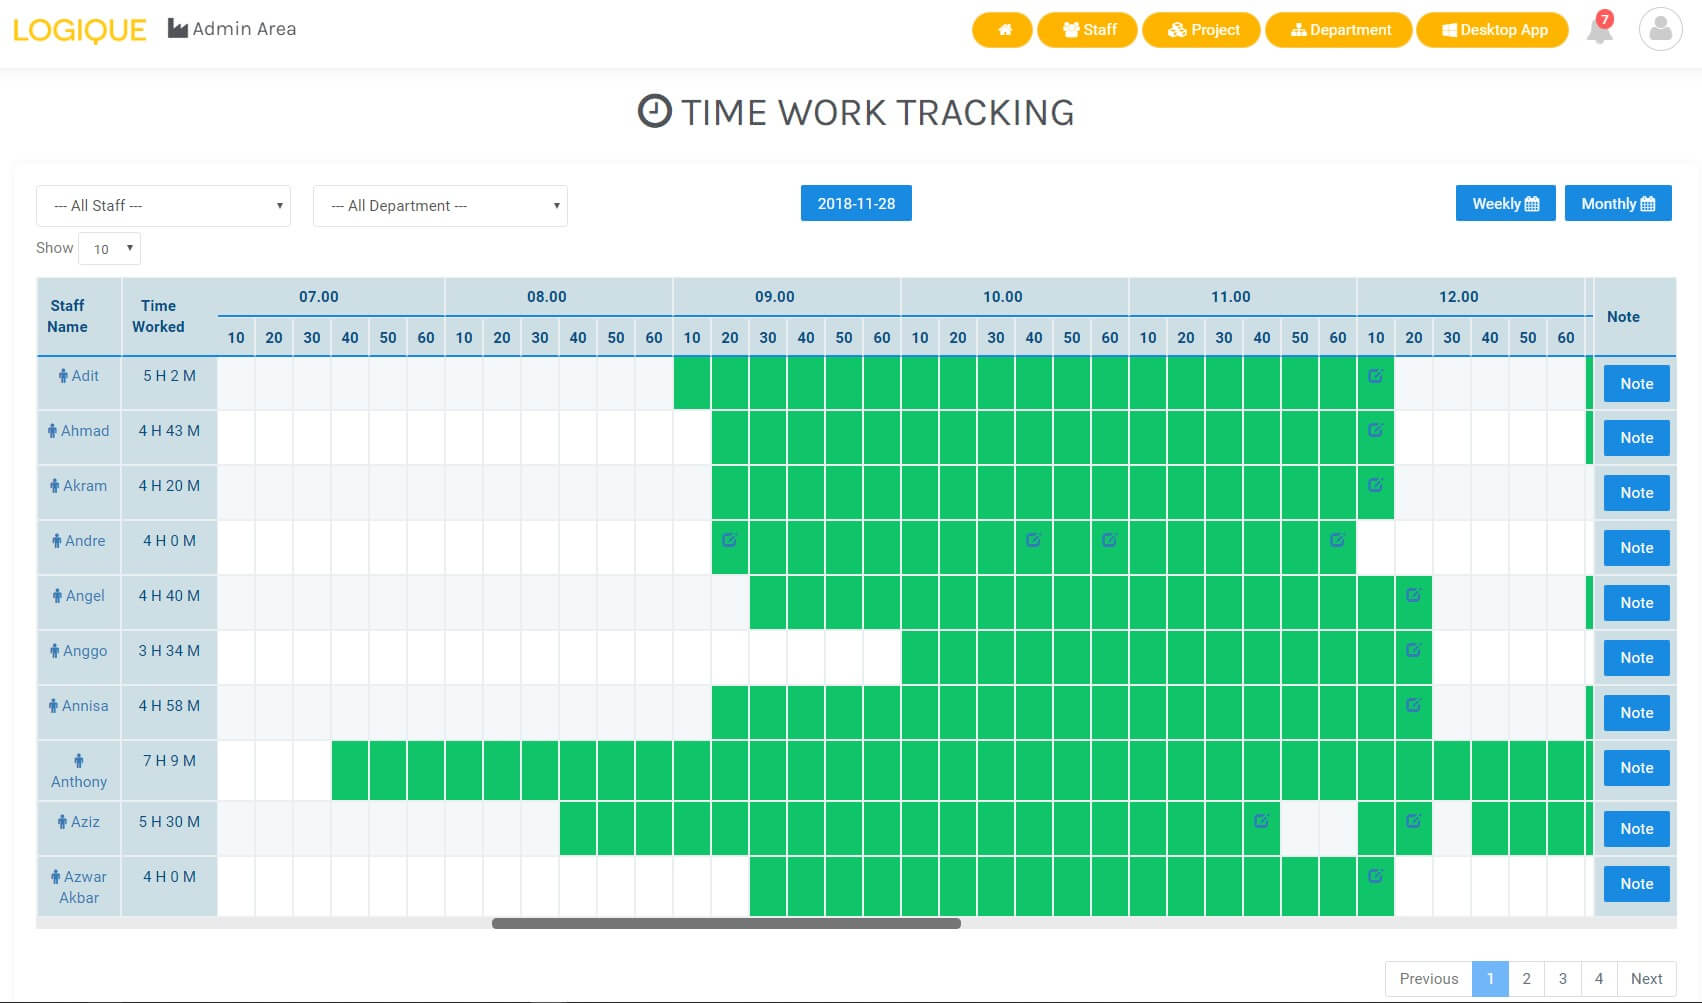 LOGIQUE Admin Area
Staff Project Department Desktop App 7
TIME WORK TRACKING
--- All Staff --- --- All Department --- 2018-11-28 Weekly Monthly
Show 10
Staff Name Time Worked 07.00 08.00 09.00 10.00 11.00 12.00 Note
10 20 30 40 50 60 10 20 30 40 50 60 10 20 30 40 50 60 10 20 30 40 50 60 10 20 30 40 50 60 10 20 30 40 50 60
Adit 5 H 2 M Note
Ahmad 4 H 43 M Note
Akram 4 H 20 M Note
Andre 4 H 0 M Note
Angel 4 H 40 M Note
Anggo 3 H 34 M Note
Annisa 4 H 58 M Note
Anthony 7 H 9 M Note
Aziz 5 H 30 M Note
Azwar Akbar 4 H 0 M Note
Previous 1 2 3 4 Next